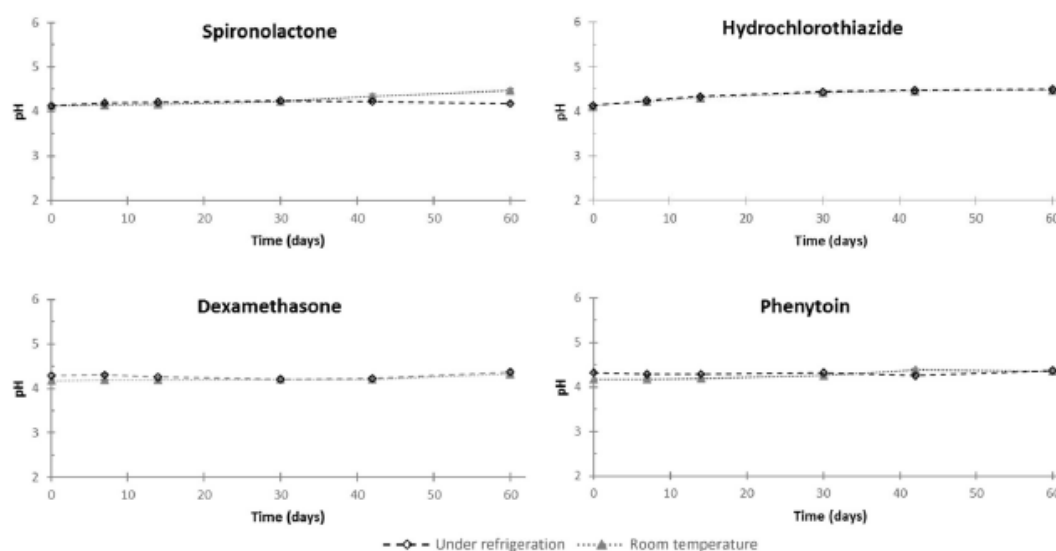 Spironolactone
6
5
4
3
2
pH
0 10 20 30 40 50 60
Time (days)
Hydrochlorothiazide
6
5
4
3
2
pH
0 10 20 30 40 50 60
Time (days)
Dexamethasone
6
5
4
3
2
pH
0 10 20 30 40 50 60
Time (days)
Phenytoin
6
5
4
3
2
pH
0 10 20 30 40 50 60
Time (days)
Under refrigeration Room temperature